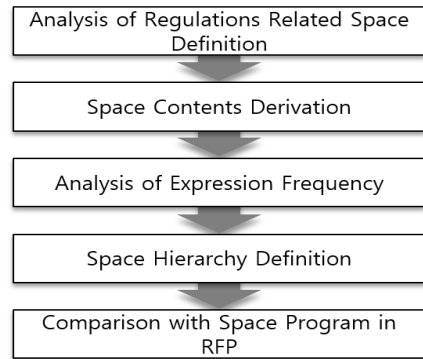 Analysis of Regulations Related Space
Definition
Space Contents Derivation
Analysis of Expression Frequency
Space Hierarchy Definition
Comparison with Space Program in
RFP